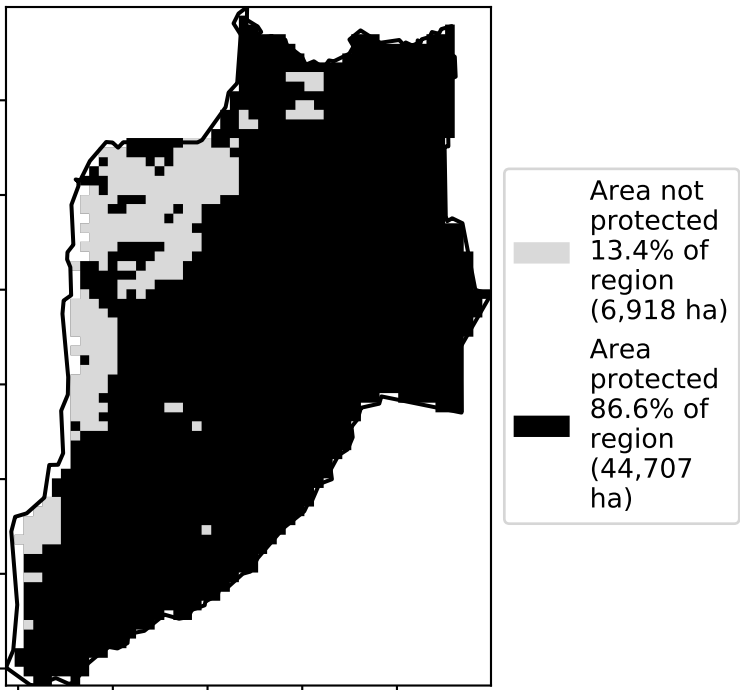 Area not
protected
13.4% of
region
(6,918 ha)
Area
protected
86.6% of
region
(44,707
ha)